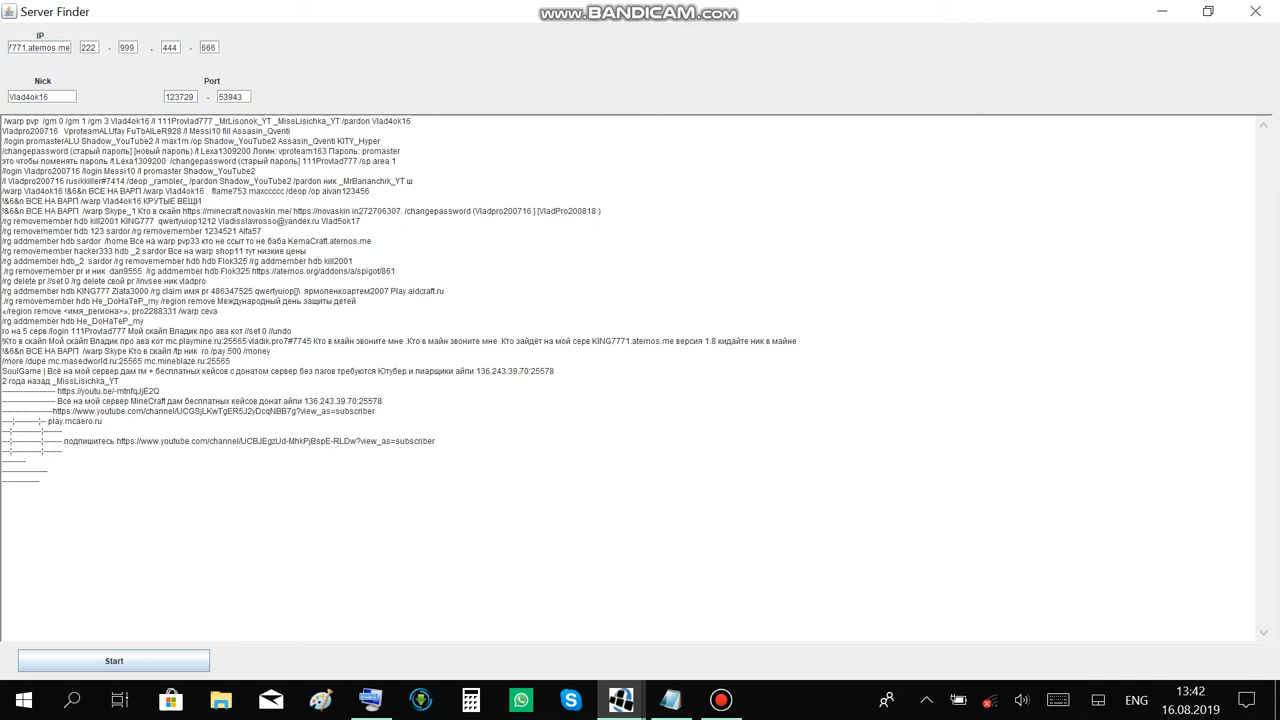 Server Finder
www.BANDICAM.com
IP
7771.aternos.me 222 - 999 . 444 - 666
Nick Port
Vlad4ok16 123729 - 53943
/warp pvp /gm 0 /gm 1 /gm 3 Vlad4ok16 /l 111Provlad777 _MrLisonok_YT _MissLisichka_YT /pardon Vlad4ok16
Vladpro200716 VproteamALUfay FuTbAlLeR928 /l Messi10 fill Assasin_Qventi
/login promasterALU Shadow_YouTube2 /l max1m /op Shadow_YouTube2 Assasin_Qventi KITY_Hyper
/changepassword (старый пароль] [новый пароль) /t Lexa1309200 Логин: vproteam163 Пароль: promaster
это чтобы поменять пароль /t Lexa1309200 /changepassword (старый пароль] 111Provlad777 /sp area 1
/login Vladpro200716 /login Messi10 /l promaster Shadow_YouTube2
/l Vladpro200716 rusikkiller#7414 /deop _rambler_ /pardon Shadow_YouTube2 /pardon ник _MrBananchik_YT ш
/warp Vlad4ok16 !&6&n ВСЕ НА ВАРП /warp Vlad4ok16 flame753 maxccccc /deop /op aivan123456
!&6&n ВСЕ НА ВАРП /warp Vlad4ok16 КРУТЫЕ ВЕЩИ
!&6&n ВСЕ НА ВАРП /warp Skype_1 Кто в скайп https://minecraft.novaskin.me/ https://novaskin in272706307. /changepassword (Vladpro200716 ] [VladPro200818 )
/rg removemember hdb kill2001 KING777 qwertyuiop1212 Vladisslavrosso@yandex.ru Vlad5ok17
/rg removemember hdb 123 sardor /rg removemember 1234521 Alfa57
/rg addmember hdb sardor /home Все на warp pvp33 кто не ссыт то не баба KemaCraft.aternos.me
/rg removemember hacker333 hdb _2 sardor Все на warp shop11 тут низкие цены
/rg addmember hdb_2 sardor /rg removemember hdb hdb Flok325 /rg addmember hdb kill2001
./rg removemember pr и ник dan9555 /rg addmember hdb Flok325 https://aternos.org/addons/a/spigot/861
/rg delete pr //set 0 /rg delete свой pr /invsee ник vladpro
/rg addmember hdb KING777 Zlata3000 /rg claim имя pr 486347525 qwertyuiop[]\ ярмоленкоартем2007 Play.aidcraft.ru
./rg removemember hdb He_DoHaTeP_my /region remove Международный день защиты детей
«/region remove <имя_региона>»; pro2288331 /warp ceva
/rg addmember hdb He_DoHaTeP_my
го на 5 серв /login 111Provlad777 Мой скайп Владик про ава кот //set 0 //undo
!Кто в скайп Мой скайп Владик про ава кот mc.playmine.ru:25565 vladik.pro7#7745 Кто в майн звоните мне .Кто в майн звоните мне .Кто зайдёт на мой серв KING7771.aternos.me версия 1.8 кидайте ник в майне
!&6&n ВСЕ НА ВАРП /warp Skype Кто в скайп /tp ник го /pay 500 /money
/more /dupe mc.masedworld.ru:25565 mc.mineblaze.ru:25565
SoulGame | Всё на мой сервер дам гм + бесплатных кейсов с донатом сервер без лагов требуются Ютубер и пиарщики айпи 136.243.39.70:25578
2 года назад _MissLisichka_YT
-------------------- https://youtu.be/-mtnfqJjE2Q
-------------------- Всё на мой сервер MineCraft дам бесплатных кейсов донат айпи 136.243.39.70:25578
-------------------https://www.youtube.com/channel/UCGSjLKwTgER5J2yDcqNBB7g?view_as=subscriber
----¦--------¦-- play.mcaero.ru
---¦-----------¦-------
---¦-----------¦------- подпишитесь https://www.youtube.com/channel/UCBJEgzUd-MhkPjBspE-RLDw?view_as=subscriber
---¦-----------¦-------
---------
-----------------
--------------
Start
ENG
13:42
16.08.2019